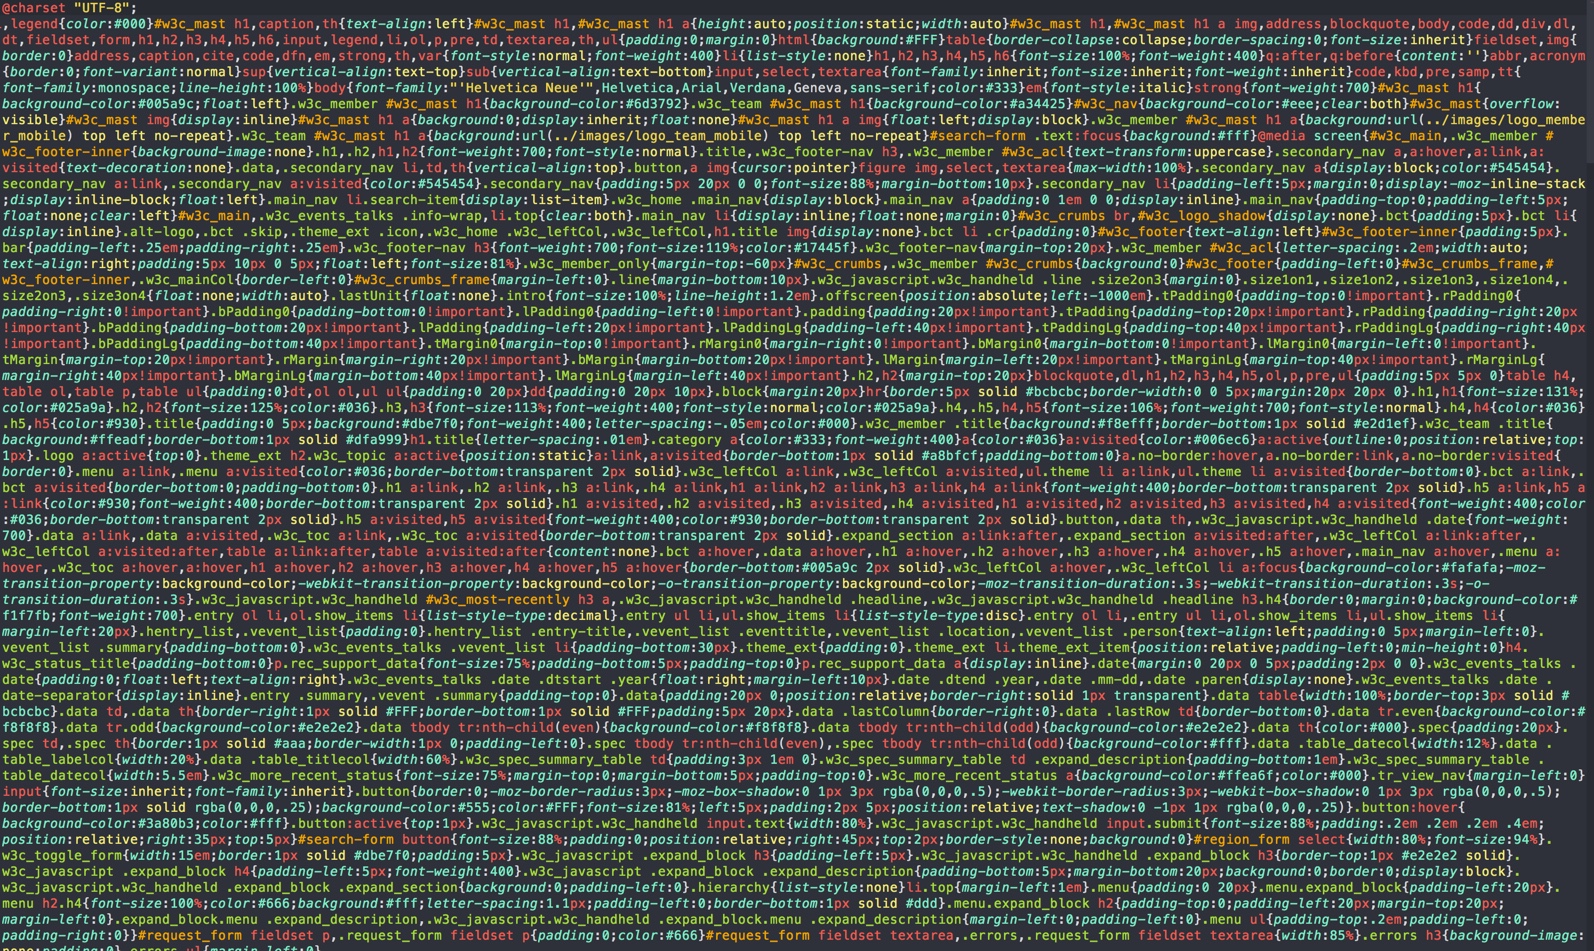 @charset "UTF-8";
,legend{color:#000}#w3c_mast h1,caption,th{text-align:left}#w3c_mast h1,#w3c_mast h1 a{height:auto;position:static;width:auto}#w3c_mast h1,#w3c_mast h1 a img,address,blockquote,body,code,dd,div,dl,
dt,fieldset,form,h1,h2,h3,h4,h5,h6,input,legend,li,ol,p,pre,td,textarea,th,ul{padding:0;margin:0}html{background:#FFF}table{border-collapse:collapse;border-spacing:0;font-size:inherit}fieldset,img{
border:0}address,caption,cite,code,dfn,em,strong,th,var{font-style:normal;font-weight:400}li{list-style:none}h1,h2,h3,h4,h5,h6{font-size:100%;font-weight:400}q:after,q:before{content:''}abbr,acronym
{border:0;font-variant:normal}sup{vertical-align:text-top}sub{vertical-align:text-bottom}input,select,textarea{font-family:inherit;font-size:inherit;font-weight:inherit}code,kbd,pre,samp,tt{
font-family:monospace;line-height:100%}body{font-family:"'Helvetica Neue'",Helvetica,Arial,Verdana,Geneva,sans-serif;color:#333}em{font-style:italic}strong{font-weight:700}#w3c_mast h1{
background-color:#005a9c;float:left}.w3c_member #w3c_mast h1{background-color:#6d3792}.w3c_team #w3c_mast h1{background-color:#a34425}#w3c_nav{background-color:#eee;clear:both}#w3c_mast{overflow:
visible}#w3c_mast img{display:inline}#w3c_mast h1 a{background:0;display:inherit;float:none}#w3c_mast h1 a img{float:left;display:block}.w3c_member #w3c_mast h1 a{background:url(../images/logo_membe
r_mobile) top left no-repeat}.w3c_team #w3c_mast h1 a{background:url(../images/logo_team_mobile) top left no-repeat}#search-form .text:focus{background:#fff}@media screen{#w3c_main,.w3c_member #
w3c_footer-inner{background-image:none}.h1,.h2,h1,h2{font-weight:700;font-style:normal}.title,.w3c_footer-nav h3,.w3c_member #w3c_acl{text-transform:uppercase}.secondary_nav a,a:hover,a:link,a:
visited{text-decoration:none}.data,.secondary_nav li,td,th{vertical-align:top}.button,a img{cursor:pointer}figure img,select,textarea{max-width:100%}.secondary_nav a{display:block;color:#545454}.
secondary_nav a:link,.secondary_nav a:visited{color:#545454}.secondary_nav{padding:5px 20px 0 0;font-size:88%;margin-bottom:10px}.secondary_nav li{padding-left:5px;margin:0;display:-moz-inline-stack
;display:inline-block;float:left}.main_nav li.search-item{display:list-item}.w3c_home .main_nav{display:block}.main_nav a{padding:0 1em 0 0;display:inline}.main_nav{padding-top:0;padding-left:5px;
float:none;clear:left}#w3c_main,.w3c_events_talks .info-wrap,li.top{clear:both}.main_nav li{display:inline;float:none;margin:0}#w3c_crumbs br,#w3c_logo_shadow{display:none}.bct{padding:5px}.bct li
{display:inline}.alt-logo,.bct .skip,.theme_ext .icon,.w3c_home .w3c_leftCol,.w3c_leftCol,h1.title img{display:none}.bct li .cr{padding:0}#w3c_footer{text-align:left}#w3c_footer-inner{padding:5px}.
bar{padding-left:.25em;padding-right:.25em}.w3c_footer-nav h3{font-weight:700;font-size:119%;color:#17445f}.w3c_footer-nav{margin-top:20px}.w3c_member #w3c_acl{letter-spacing:.2em;width:auto;
text-align:right;padding:5px 10px 0 5px;float:left;font-size:81%}.w3c_member_only{margin-top:-60px}#w3c_crumbs,.w3c_member #w3c_crumbs{background:0}#w3c_footer{padding-left:0}#w3c_crumbs_frame,#
w3c_footer-inner,.w3c_mainCol{border-left:0}#w3c_crumbs_frame{margin-left:0}.line{margin-bottom:10px}.w3c_javascript.w3c_handheld .line .size2on3{margin:0}.size1on1,.size1on2,.size1on3,.size1on4,.
size2on3,.size3on4{float:none;width:auto}.lastUnit{float:none}.intro{font-size:100%;line-height:1.2em}.offscreen{position:absolute;left:-1000em}.tPadding0{padding-top:0!important}.rPadding0{
padding-right:0!important}.bPadding0{padding-bottom:0!important}.lPadding0{padding-left:0!important}.padding{padding:20px!important}.tPadding{padding-top:20px!important}.rPadding{padding-right:20px
!important}.bPadding{padding-bottom:20px!important}.lPadding{padding-left:20px!important}.lPaddingLg{padding-left:40px!important}.tPaddingLg{padding-top:40px!important}.rPaddingLg{padding-right:40px
!important}.bPaddingLg{padding-bottom:40px!important}.tMargin0{margin-top:0!important}.rMargin0{margin-right:0!important}.bMargin0{margin-bottom:0!important}.lMargin0{margin-left:0!important}.
tMargin{margin-top:20px!important}.rMargin{margin-right:20px!important}.bMargin{margin-bottom:20px!important}.lMargin{margin-left:20px!important}.tMarginLg{margin-top:40px!important}.rMarginLg{
margin-right:40px!important}.bMarginLg{margin-bottom:40px!important}.lMarginLg{margin-left:40px!important}.h2,h2{margin-top:20px}blockquote,dl,h1,h2,h3,h4,h5,ol,p,pre,ul{padding:5px 5px 0}table h4,
table ol,table p,table ul{padding:0}dt,ol ol,ul ul{padding:0 20px}dd{padding:0 20px 10px}.block{margin:20px}hr{border:5px solid #bcbcbc;border-width:0 0 5px;margin:20px 20px 0}.h1,h1{font-size:131%;
color:#025a9a}.h2,h2{font-size:125%;color:#036}.h3,h3{font-size:113%;font-weight:400;font-style:normal;color:#025a9a}.h4,.h5,h4,h5{font-size:106%;font-weight:700;font-style:normal}.h4,h4{color:#036}
.h5,h5{color:#930}.title{padding:0 5px;background:#dbe7f0;font-weight:400;letter-spacing:-.05em;color:#000}.w3c_member .title{background:#f8efff;border-bottom:1px solid #e2d1ef}.w3c_team .title{
background:#ffeadf;border-bottom:1px solid #dfa999}h1.title{letter-spacing:.01em}.category a{color:#333;font-weight:400}a{color:#036}a:visited{color:#006ec6}a:active{outline:0;position:relative;top:
1px}.logo a:active{top:0}.theme_ext h2.w3c_topic a:active{position:static}a:link,a:visited{border-bottom:1px solid #a8bfcf;padding-bottom:0}a.no-border:hover,a.no-border:link,a.no-border:visited{
border:0}.menu a:link,.menu a:visited{color:#036;border-bottom:transparent 2px solid}.w3c_leftCol a:link,.w3c_leftCol a:visited,ul.theme li a:link,ul.theme li a:visited{border-bottom:0}.bct a:link,.
bct a:visited{border-bottom:0;padding-bottom:0}.h1 a:link,.h2 a:link,.h3 a:link,.h4 a:link,h1 a:link,h2 a:link,h3 a:link,h4 a:link{font-weight:400;border-bottom:transparent 2px solid}.h5 a:link,h5 a
:link{color:#930;font-weight:400;border-bottom:transparent 2px solid}.h1 a:visited,.h2 a:visited,.h3 a:visited,.h4 a:visited,h1 a:visited,h2 a:visited,h3 a:visited,h4 a:visited{font-weight:400;color
:#036;border-bottom:transparent 2px solid}.h5 a:visited,h5 a:visited{font-weight:400;color:#930;border-bottom:transparent 2px solid}.button,.data th,.w3c_javascript.w3c_handheld .date{font-weight:
700}.data a:link,.data a:visited,.w3c_toc a:link,.w3c_toc a:visited{border-bottom:transparent 2px solid}.expand_section a:link:after,.expand_section a:visited:after,.w3c_leftCol a:link:after,.
w3c_leftCol a:visited:after,table a:link:after,table a:visited:after{content:none}.bct a:hover,.data a:hover,.h1 a:hover,.h2 a:hover,.h3 a:hover,.h4 a:hover,.h5 a:hover,.main_nav a:hover,.menu a:
hover,.w3c_toc a:hover,a:hover,h1 a:hover,h2 a:hover,h3 a:hover,h4 a:hover,h5 a:hover{border-bottom:#005a9c 2px solid}.w3c_leftCol a:hover,.w3c_leftCol li a:focus{background-color:#fafafa;-moz-
transition-property:background-color;-webkit-transition-property:background-color;-o-transition-property:background-color;-moz-transition-duration:.3s;-webkit-transition-duration:.3s;-o-
transition-duration:.3s}.w3c_javascript.w3c_handheld #w3c_most-recently h3 a,.w3c_javascript.w3c_handheld .headline,.w3c_javascript.w3c_handheld .headline h3.h4{border:0;margin:0;background-color:#
f1f7fb;font-weight:700}.entry ol li,ol.show_items li{list-style-type:decimal}.entry ul li,ul.show_items li{list-style-type:disc}.entry ol li,.entry ul li,ol.show_items li,ul.show_items li{
margin-left:20px}.hentry_list,.vevent_list{padding:0}.hentry_list .entry-title,.vevent_list .eventtitle,.vevent_list .location,.vevent_list .person{text-align:left;padding:0 5px;margin-left:0}.
vevent_list .summary{padding-bottom:0}.w3c_events_talks .vevent_list li{padding-bottom:30px}.theme_ext{padding:0}.theme_ext li.theme_ext_item{position:relative;padding-left:0;min-height:0}h4.
w3c_status_title{padding-bottom:0}p.rec_support_data{font-size:75%;padding-bottom:5px;padding-top:0}p.rec_support_data a{display:inline}.date{margin:0 20px 0 5px;padding:2px 0 0}.w3c_events_talks .
date{padding:0;float:left;text-align:right}.w3c_events_talks .date .dtstart .year{float:right;margin-left:10px}.date .dtend .year,.date .mm-dd,.date .paren{display:none}.w3c_events_talks .date .
date-separator{display:inline}.entry .summary,.vevent .summary{padding-top:0}.data{padding:20px 0;position:relative;border-right:solid 1px transparent}.data table{width:100%;border-top:3px solid #
bcbcbc}.data td,.data th{border-right:1px solid #FFF;border-bottom:1px solid #FFF;padding:5px 20px}.data .lastColumn{border-right:0}.data .lastRow td{border-bottom:0}.data tr.even{background-color:#
f8f8f8}.data tr.odd{background-color:#e2e2e2}.data tbody tr:nth-child(even){background-color:#f8f8f8}.data tbody tr:nth-child(odd){background-color:#e2e2e2}.data th{color:#000}.spec{padding:20px}.
spec td,.spec th{border:1px solid #aaa;border-width:1px 0;padding-left:0}.spec tbody tr:nth-child(even),.spec tbody tr:nth-child(odd){background-color:#fff}.data .table_datecol{width:12%}.data .
table_labelcol{width:20%}.data .table_titlecol{width:60%}.w3c_spec_summary_table td{padding:3px 1em 0}.w3c_spec_summary_table td .expand_description{padding-bottom:1em}.w3c_spec_summary_table .
table_datecol{width:5.5em}.w3c_more_recent_status{font-size:75%;margin-top:0;margin-bottom:5px;padding-top:0}.w3c_more_recent_status a{background-color:#ffea6f;color:#000}.tr_view_nav{margin-left:0}
input{font-size:inherit;font-family:inherit}.button{border:0;-moz-border-radius:3px;-moz-box-shadow:0 1px 3px rgba(0,0,0,.5);-webkit-border-radius:3px;-webkit-box-shadow:0 1px 3px rgba(0,0,0,.5);
border-bottom:1px solid rgba(0,0,0,.25);background-color:#555;color:#FFF;font-size:81%;left:5px;padding:2px 5px;position:relative;text-shadow:0 -1px 1px rgba(0,0,0,.25)}.button:hover{
background-color:#3a80b3;color:#fff}.button:active{top:1px}.w3c_javascript.w3c_handheld input.text{width:80%}.w3c_javascript.w3c_handheld input.submit{font-size:88%;padding:.2em .2em .2em .4em;
position:relative;right:35px;top:5px}#search-form button{font-size:88%;padding:0;position:relative;right:45px;top:2px;border-style:none;background:0}#region_form select{width:80%;font-size:94%}.
w3c_toggle_form{width:15em;border:1px solid #dbe7f0;padding:5px}.w3c_javascript .expand_block h3{padding-left:5px}.w3c_javascript.w3c_handheld .expand_block h3{border-top:1px #e2e2e2 solid}.
w3c_javascript .expand_block h4{padding-left:5px;font-weight:400}.w3c_javascript .expand_block .expand_description{padding-bottom:5px;margin-bottom:20px;background:0;border:0;display:block}.
w3c_javascript.w3c_handheld .expand_block .expand_section{background:0;padding-left:0}.hierarchy{list-style:none}li.top{margin-left:1em}.menu{padding:0 20px}.menu.expand_block{padding-left:20px}.
menu h2.h4{font-size:100%;color:#666;background:#fff;letter-spacing:1.1px;padding-left:0;border-bottom:1px solid #ddd}.menu.expand_block h2{padding-top:0;padding-left:20px;margin-top:20px;
margin-left:0}.expand_block.menu .expand_description,.w3c_javascript.w3c_handheld .expand_block.menu .expand_description{margin-left:0;padding-left:0}.menu ul{padding-top:.2em;padding-left:0;
padding-right:0}}#request_form fieldset p,.request_form fieldset p{padding:0;color:#666}#request_form fieldset textarea,.errors,.request_form fieldset textarea{width:85%}.errors h3{background-image:
none;padding:0}.errors ul{margin-left:0}